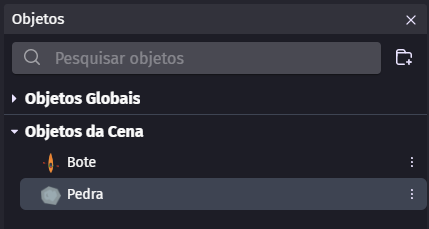 Objetos
Pesquisar objetos
Objetos Globais
Objetos da Cena
Bote
Pedra